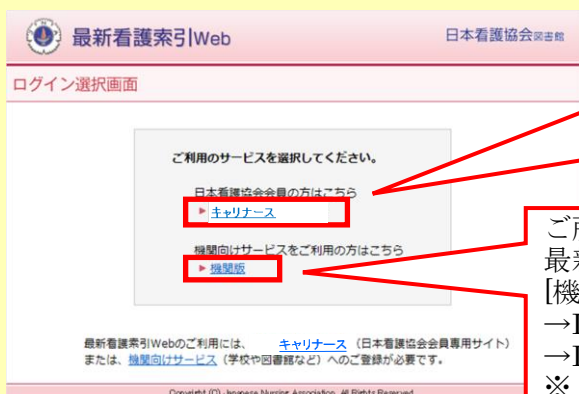 最新看護索引Web
日本看護協会図書館
ログイン選択画面
ご利用のサービスを選択してください。
日本看護協会会員の方はこちら
キャリナース
機関向けサービスをご利用の方はこちら
機関版
最新看護索引Webのご利用には、 キャリナース (日本看護協会会員専用サイト)
または、機関向けサービス (学校や図書館など) へのご登録が必要です。
Copyright (C) Japanese Nursing Association. All Rights Reserved.
ご所
最新
[機関
→I
→I
※